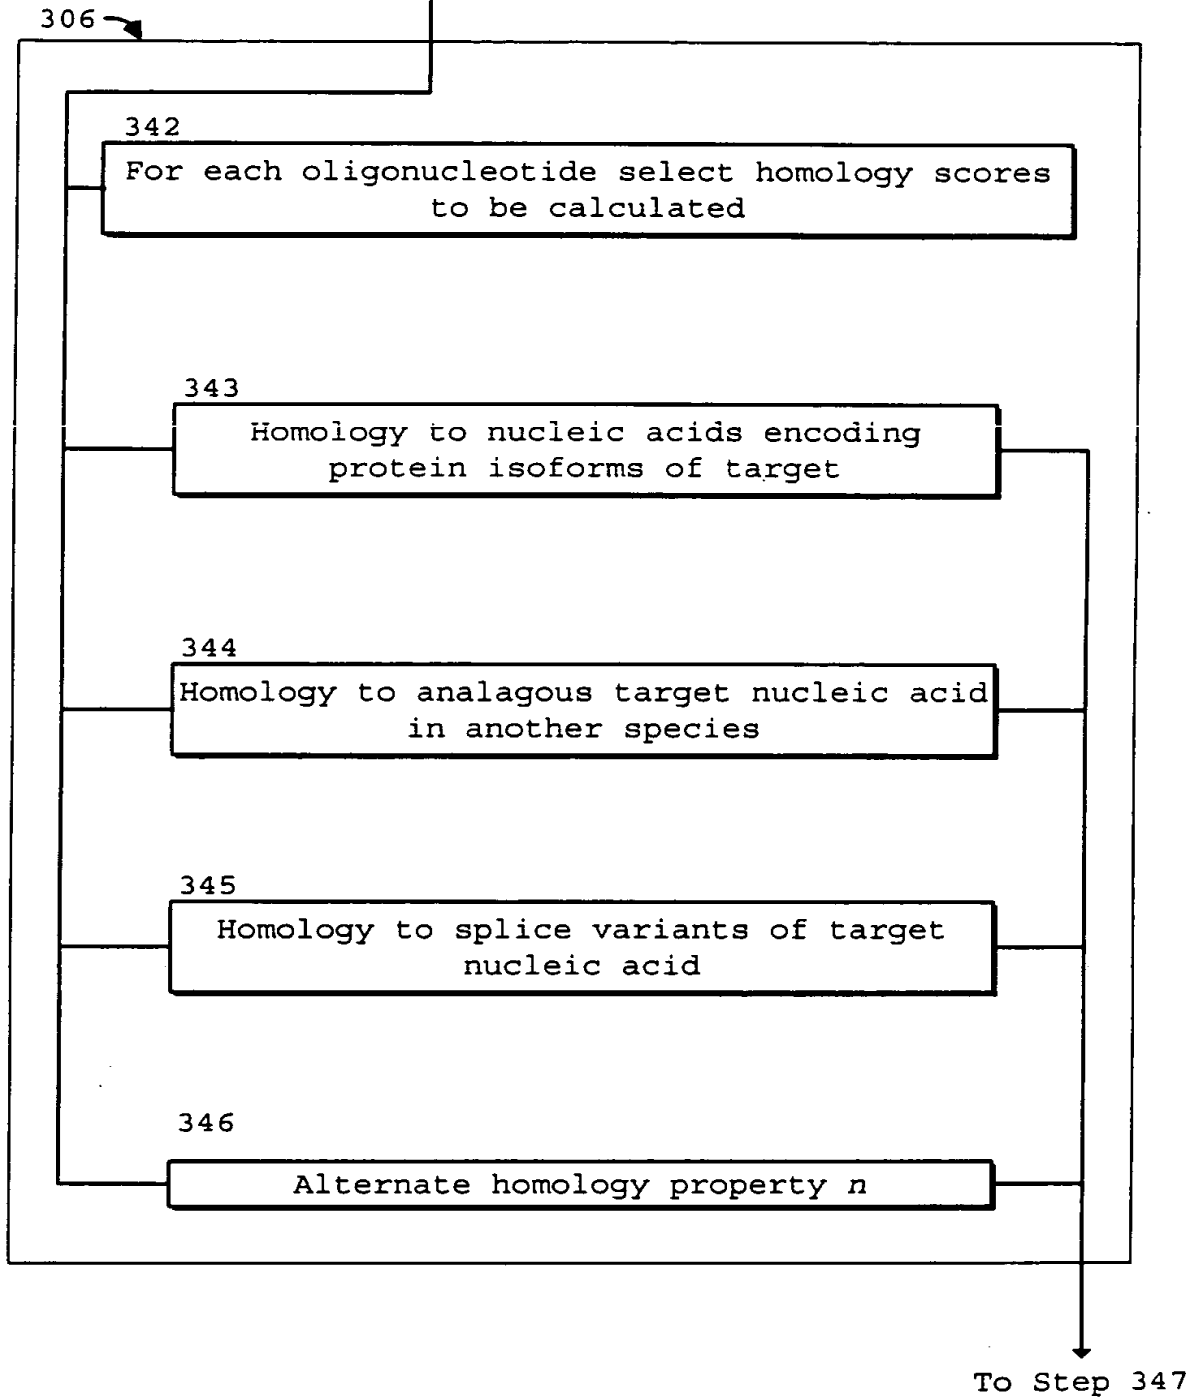 306
342
For each oligonucleotide select homology scores
to be calculated
343
Homology to nucleic acids encoding
protein isoforms of target
344
Homology to analagous target nucleic acid
in another species
345
Homology to splice variants of target
nucleic acid
346
Alternate homology property n
To Step 347